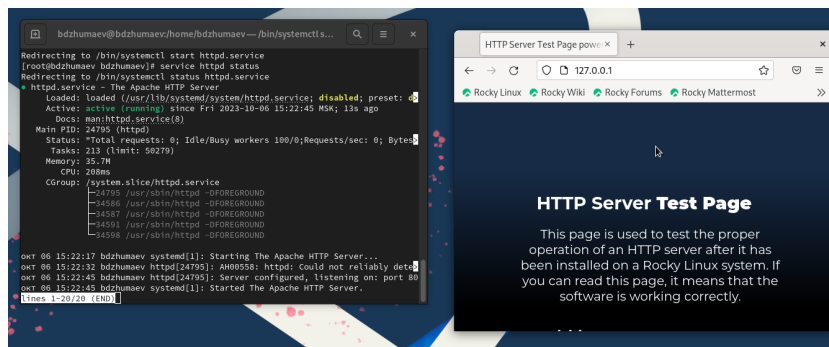 bdzhumaev@bdzhumaev:/home/bdzhumaev — /bin/systemctl s...
Redirecting to /bin/systemctl start httpd.service
[root@bdzhumaev bdzhumaev]# service httpd status
Redirecting to /bin/systemctl status httpd.service
● httpd.service - The Apache HTTP Server
Loaded: loaded (/usr/lib/systemd/system/httpd.service; disabled; preset: d>
Active: active (running) since Fri 2023-10-06 15:22:45 MSK; 13s ago
Docs: man:httpd.service(8)
Main PID: 24795 (httpd)
Status: "Total requests: 0; Idle/Busy workers 100/0;Requests/sec: 0; Bytes>
Tasks: 213 (limit: 50279)
Memory: 35.7M
CPU: 208ms
CGroup: /system.slice/httpd.service
├─24795 /usr/sbin/httpd -DFOREGROUND
├─34586 /usr/sbin/httpd -DFOREGROUND
├─34587 /usr/sbin/httpd -DFOREGROUND
├─34591 /usr/sbin/httpd -DFOREGROUND
└─34598 /usr/sbin/httpd -DFOREGROUND
окт 06 15:22:17 bdzhumaev systemd[1]: Starting The Apache HTTP Server...
окт 06 15:22:32 bdzhumaev httpd[24795]: AH00558: httpd: Could not reliably dete>
окт 06 15:22:45 bdzhumaev httpd[24795]: Server configured, listening on: port 80
окт 06 15:22:45 bdzhumaev systemd[1]: Started The Apache HTTP Server.
lines 1-20/20 (END)
HTTP Server Test Page powe
127.0.0.1
Rocky Linux Rocky Wiki Rocky Forums Rocky Mattermost
HTTP Server Test Page
This page is used to test the proper
operation of an HTTP server after it has
been installed on a Rocky Linux system. If
you can read this page, it means that the
software is working correctly.